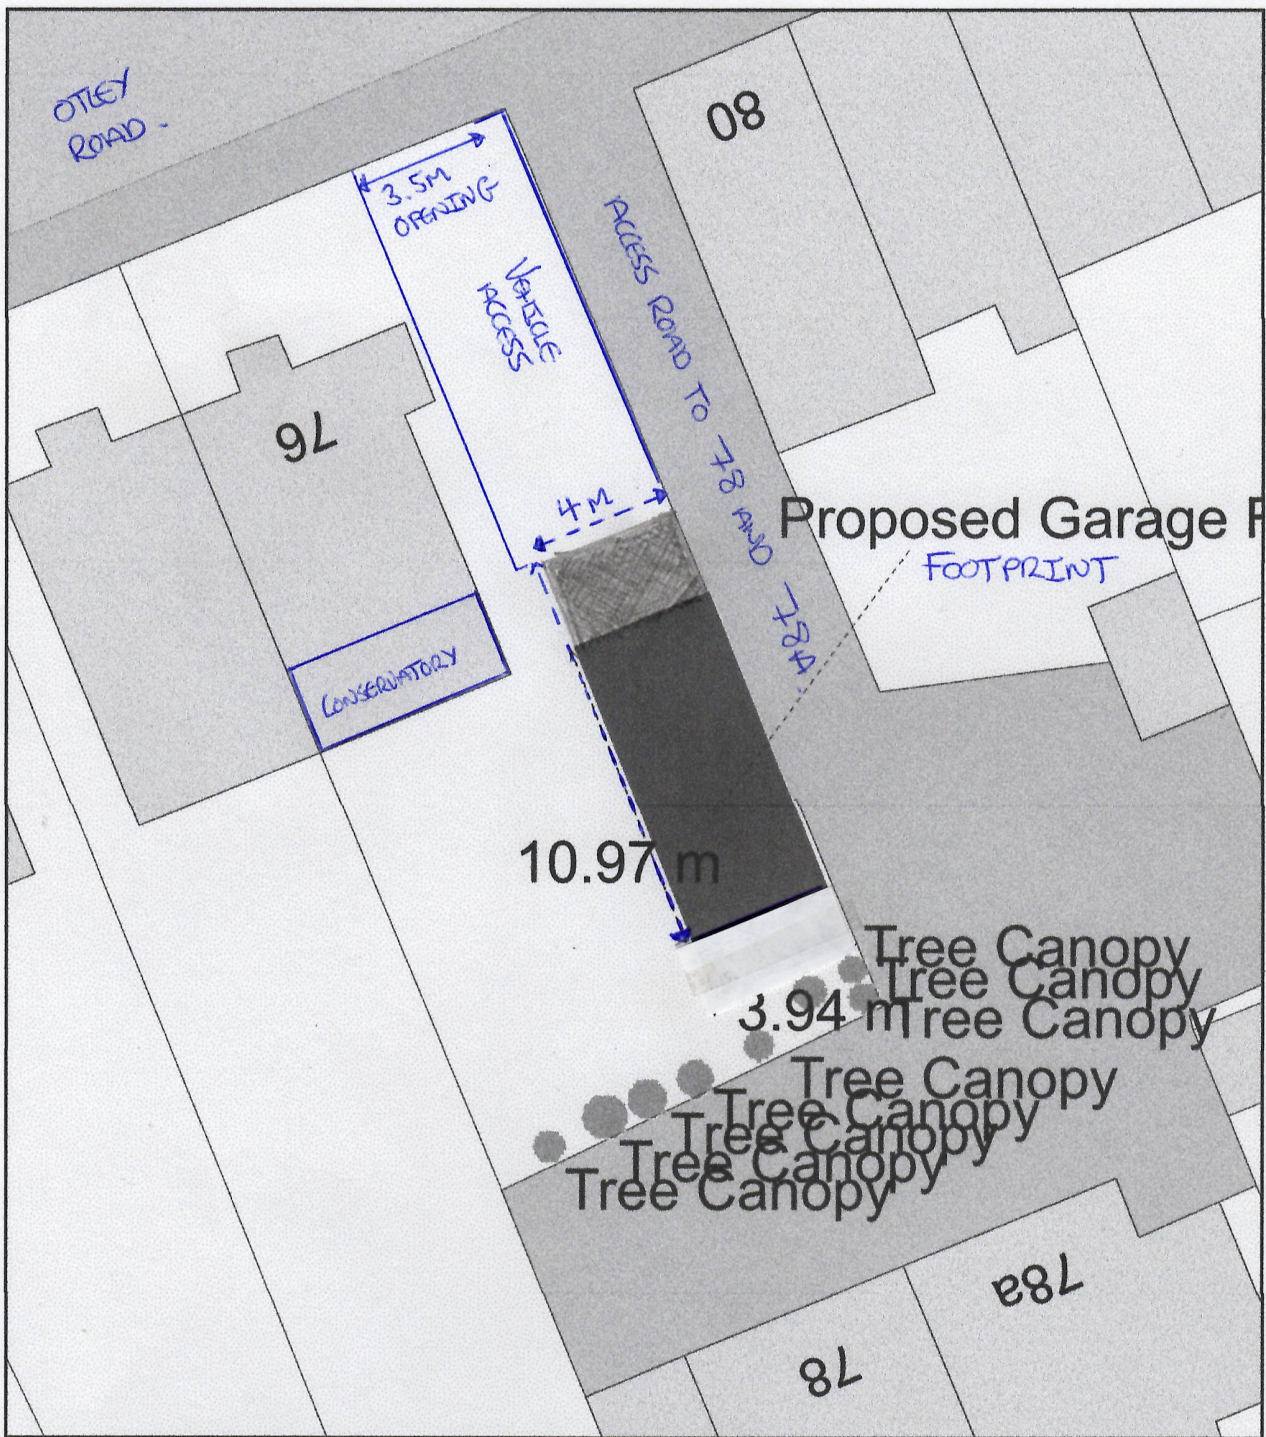 OTLEY
ROAD.
80
3.5M
OPENING
VEHICLE
ACCESS
ACCESS ROAD TO 78 AND 78A
76
4M
Proposed Garage F
FOOTPRINT
CONSERVATORY
10.97 m
Tree Canopy
Tree Canopy
3.94 m
Tree Canopy
Tree Canopy
Tree Canopy
Tree Canopy
Tree Canopy
Tree Canopy
78a
78